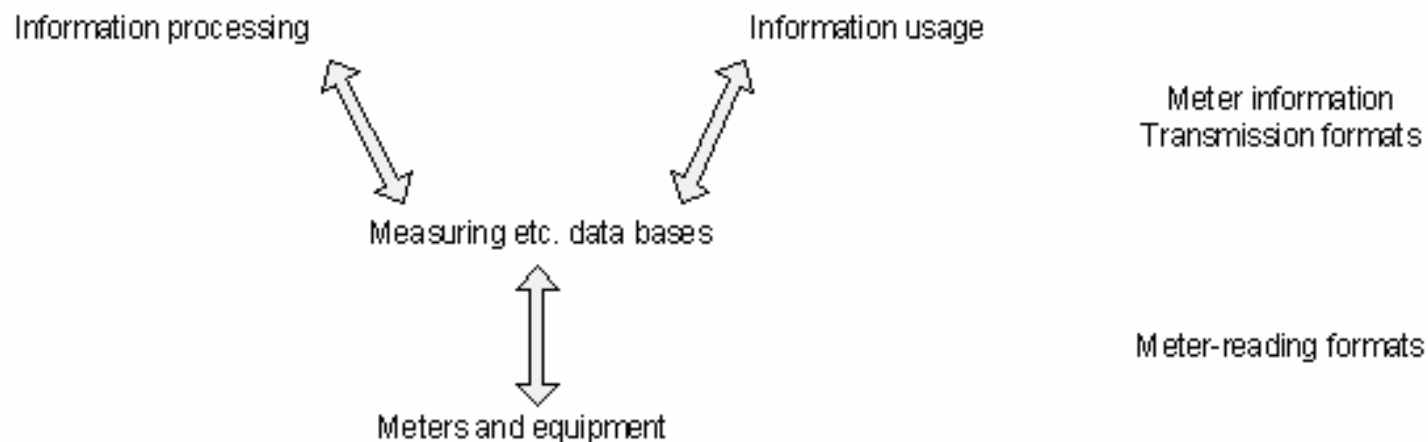 Information processing
Information usage
Meter information
Transmission formats
Measuring etc. data bases
Meter-reading formats
Meters and equipment